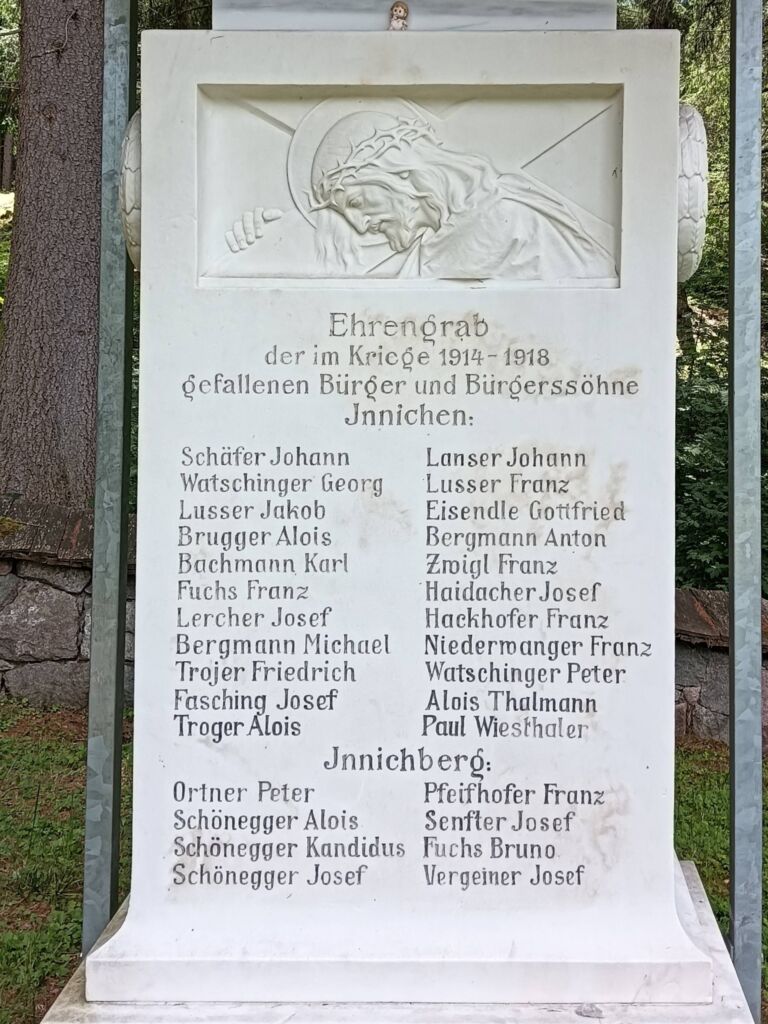 Ehrengrab
der im Kriege 1914-1918
gefallenen Bürger und Bürgerssöhne
Jnnichen:
Schäfer Johann
Watschinger Georg
Lusser Jakob
Brugger Alois
Bachmann Karl
Fuchs Franz
Lercher Josef
Bergmann Michael
Trojer Friedrich
Fasching Josef
Troger Alois
Lanser Johann
Lusser Franz
Eisendle Gottfried
Bergmann Anton
Zwigl Franz
Haidacher Josef
Hackhofer Franz
Niederwanger Franz
Watschinger Peter
Alois Thalmann
Paul Wiesthaler
Jnnichberg:
Ortner Peter
Schönegger Alois
Schönegger Kandidus
Schönegger Josef
Pfeifhofer Franz
Senfter Josef
Fuchs Bruno
Vergeiner Josef